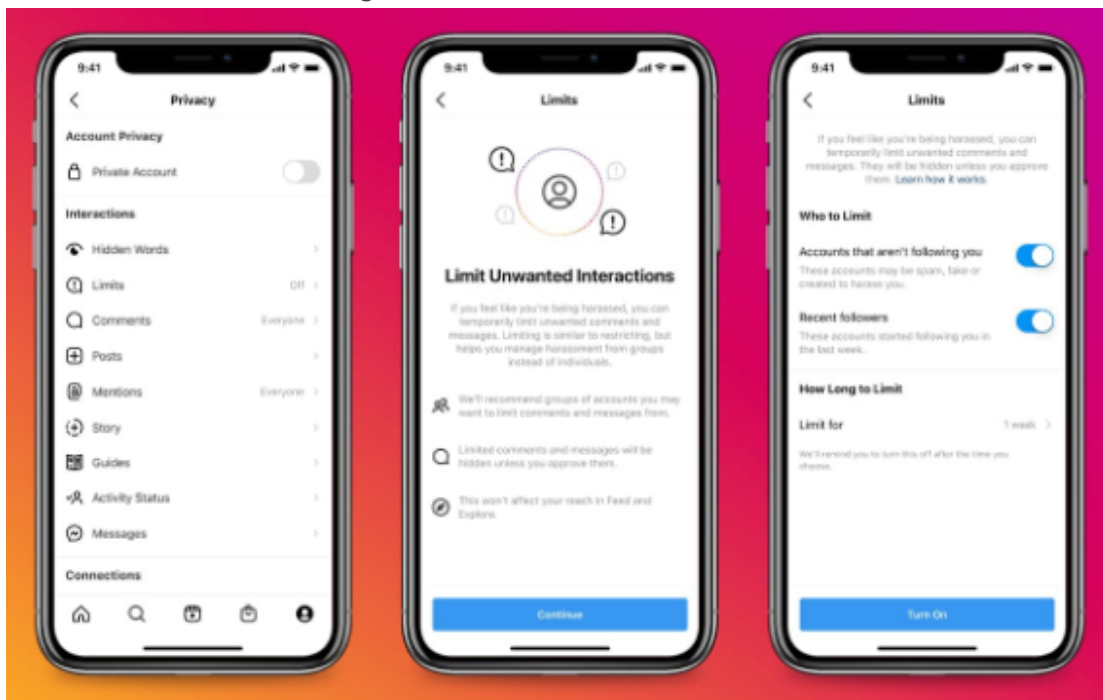 9:41
Privacy
Account Privacy
Private Account
Interactions
Hidden Words
Limits Off
Comments Everyone
Posts
Mentions Everyone
Story
Guides
Activity Status
Messages
Connections
9:41
Limits
Limit Unwanted Interactions
If you feel like you're being harassed, you can
temporarily limit unwanted comments and
messages. Limiting is similar to restricting, but
helps you manage harassment from groups
instead of individuals.
We'll recommend groups of accounts you may
want to limit comments and messages from.
Limited comments and messages will be
hidden unless you approve them.
This won't affect your reach in Feed and
Explore.
Continue
9:41
Limits
If you feel like you're being harassed, you can
temporarily limit unwanted comments and
messages. They will be hidden unless you approve
them. Learn how it works.
Who to Limit
Accounts that aren't following you
These accounts may be spam, fake or
created to harass you.
Recent followers
These accounts started following you in
the last week.
How Long to Limit
Limit for 1 week
We'll remind you to turn this off after the time you
choose.
Turn On